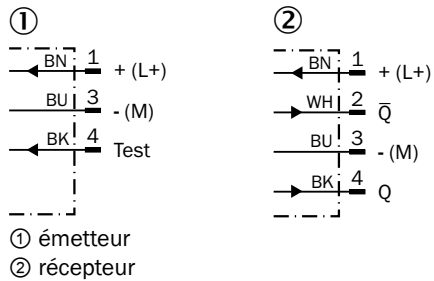 ① ②
BN 1 + (L+)
BU 3 - (M)
BK 4 Test
BN 1 + (L+)
WH 2 Q̅
BU 3 - (M)
BK 4 Q
① émetteur
② récepteur